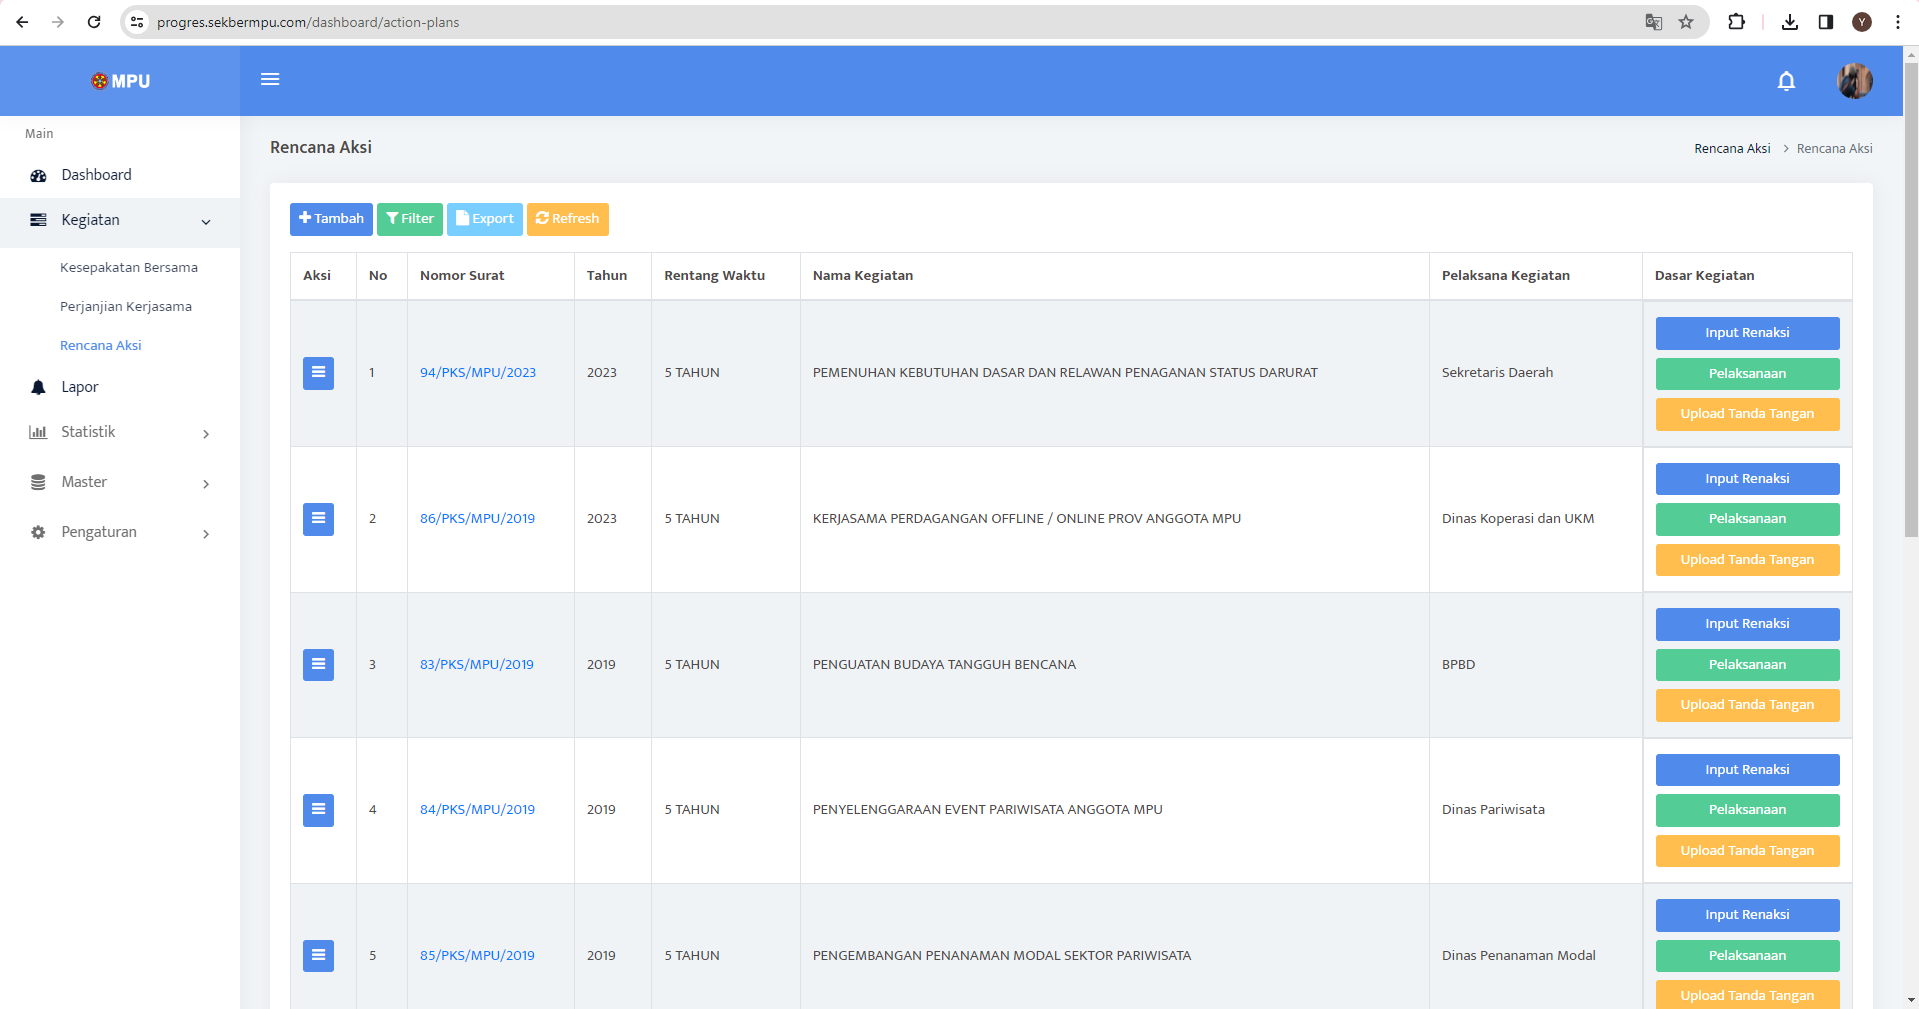 progres.sekbermpu.com/dashboard/action-plans
Y
MPU
Main
Dashboard
Kegiatan
Kesepakatan Bersama
Perjanjian Kerjasama
Rencana Aksi
Lapor
Statistik
Master
Pengaturan
Rencana Aksi
Rencana Aksi > Rencana Aksi
Tambah Filter Export Refresh
Aksi No Nomor Surat Tahun Rentang Waktu Nama Kegiatan Pelaksana Kegiatan Dasar Kegiatan
1 94/PKS/MPU/2023 2023 5 TAHUN PEMENUHAN KEBUTUHAN DASAR DAN RELAWAN PENAGANAN STATUS DARURAT Sekretaris Daerah
Input Renaksi
Pelaksanaan
Upload Tanda Tangan
2 86/PKS/MPU/2019 2023 5 TAHUN KERJASAMA PERDAGANGAN OFFLINE / ONLINE PROV ANGGOTA MPU Dinas Koperasi dan UKM
Input Renaksi
Pelaksanaan
Upload Tanda Tangan
3 83/PKS/MPU/2019 2019 5 TAHUN PENGUATAN BUDAYA TANGGUH BENCANA BPBD
Input Renaksi
Pelaksanaan
Upload Tanda Tangan
4 84/PKS/MPU/2019 2019 5 TAHUN PENYELENGGARAAN EVENT PARIWISATA ANGGOTA MPU Dinas Pariwisata
Input Renaksi
Pelaksanaan
Upload Tanda Tangan
5 85/PKS/MPU/2019 2019 5 TAHUN PENGEMBANGAN PENANAMAN MODAL SEKTOR PARIWISATA Dinas Penanaman Modal
Input Renaksi
Pelaksanaan
Upload Tanda Tangan